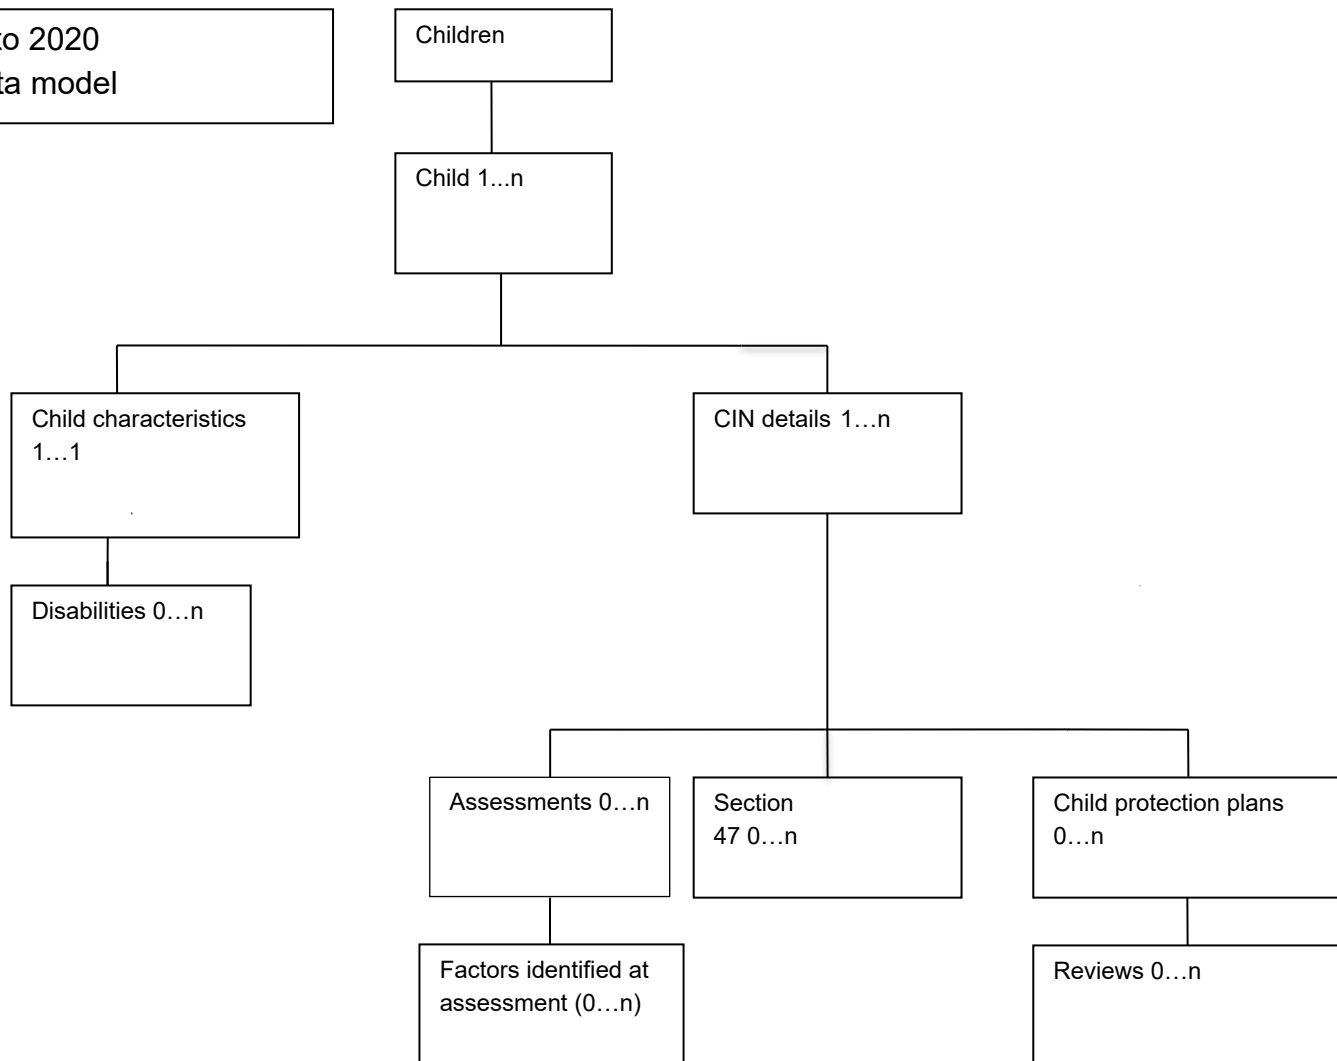 to 2020
ta model
Children
Child 1...n
Child characteristics
1…1
CIN details 1…n
Disabilities 0…n
Assessments 0…n
Section
47 0…n
Child protection plans
0…n
Factors identified at
assessment (0…n)
Reviews 0…n